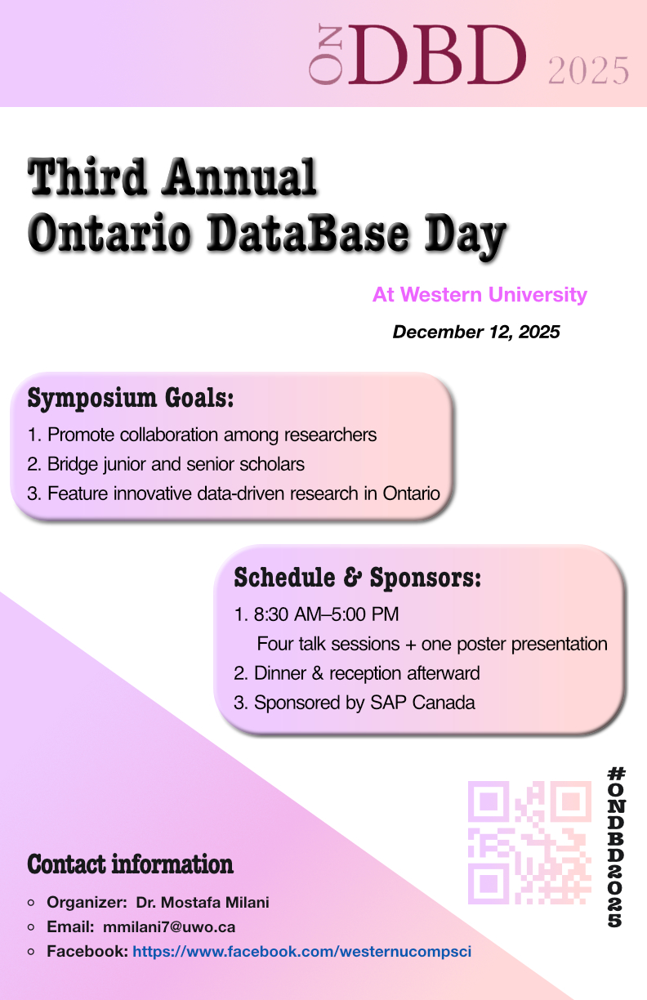 ON DBD 2025
Third Annual
Ontario DataBase Day
At Western University
December 12, 2025
Symposium Goals:
1. Promote collaboration among researchers
2. Bridge junior and senior scholars
3. Feature innovative data-driven research in Ontario
Schedule & Sponsors:
1. 8:30 AM–5:00 PM
Four talk sessions + one poster presentation
2. Dinner & reception afterward
3. Sponsored by SAP Canada
#ONDBD2025
Contact information
Organizer: Dr. Mostafa Milani
Email: mmilani7@uwo.ca
Facebook: https://www.facebook.com/westernucompsci